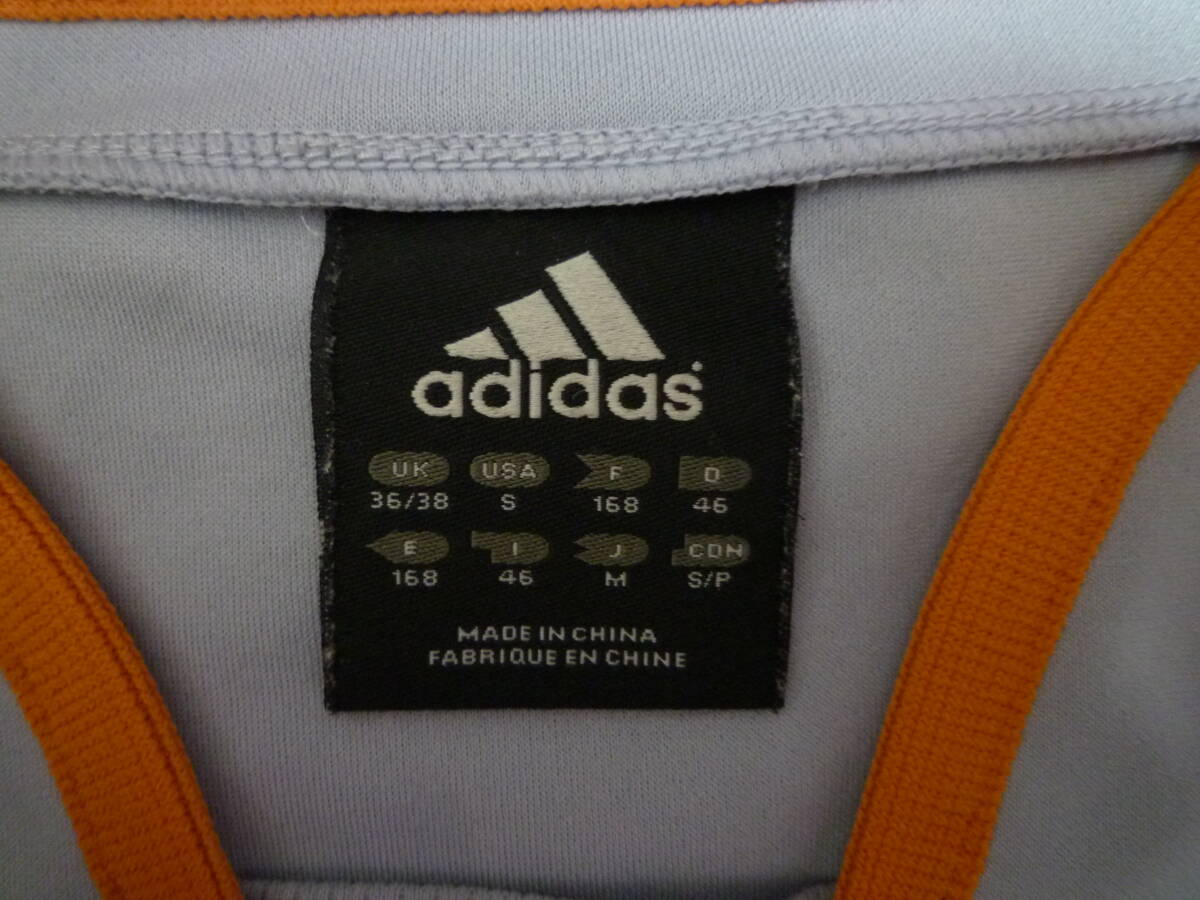 adidas
UK USA F D
36/38 S 168 46
E I J CDN
168 46 M S/P
MADE IN CHINA
FABRIQUE EN CHINE